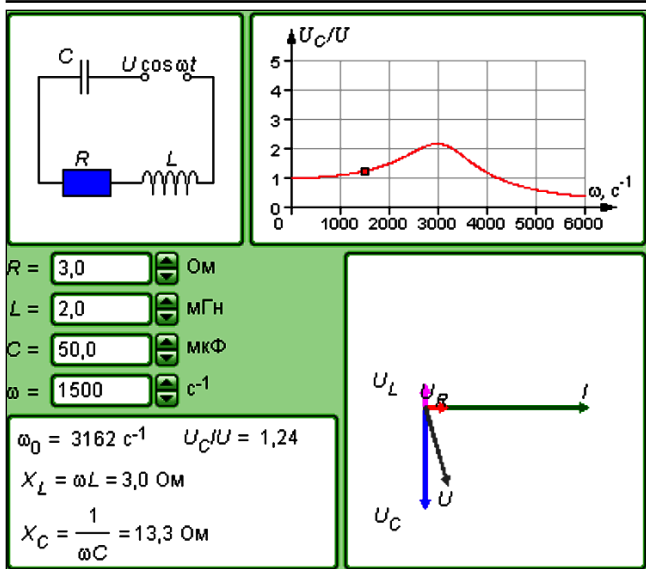 C U cos ωt
R L
U_C/U
5
4
3
2
1
0
0 1000 2000 3000 4000 5000 6000
ω, c⁻¹
R = 3,0 Ом
L = 2,0 мГн
C = 50,0 мкФ
ω = 1500 c⁻¹
ω₀ = 3162 c⁻¹ U_C/U = 1,24
X_L = ωL = 3,0 Ом
X_C = 1/ωC = 13,3 Ом
U_L U_R I
U
U_C